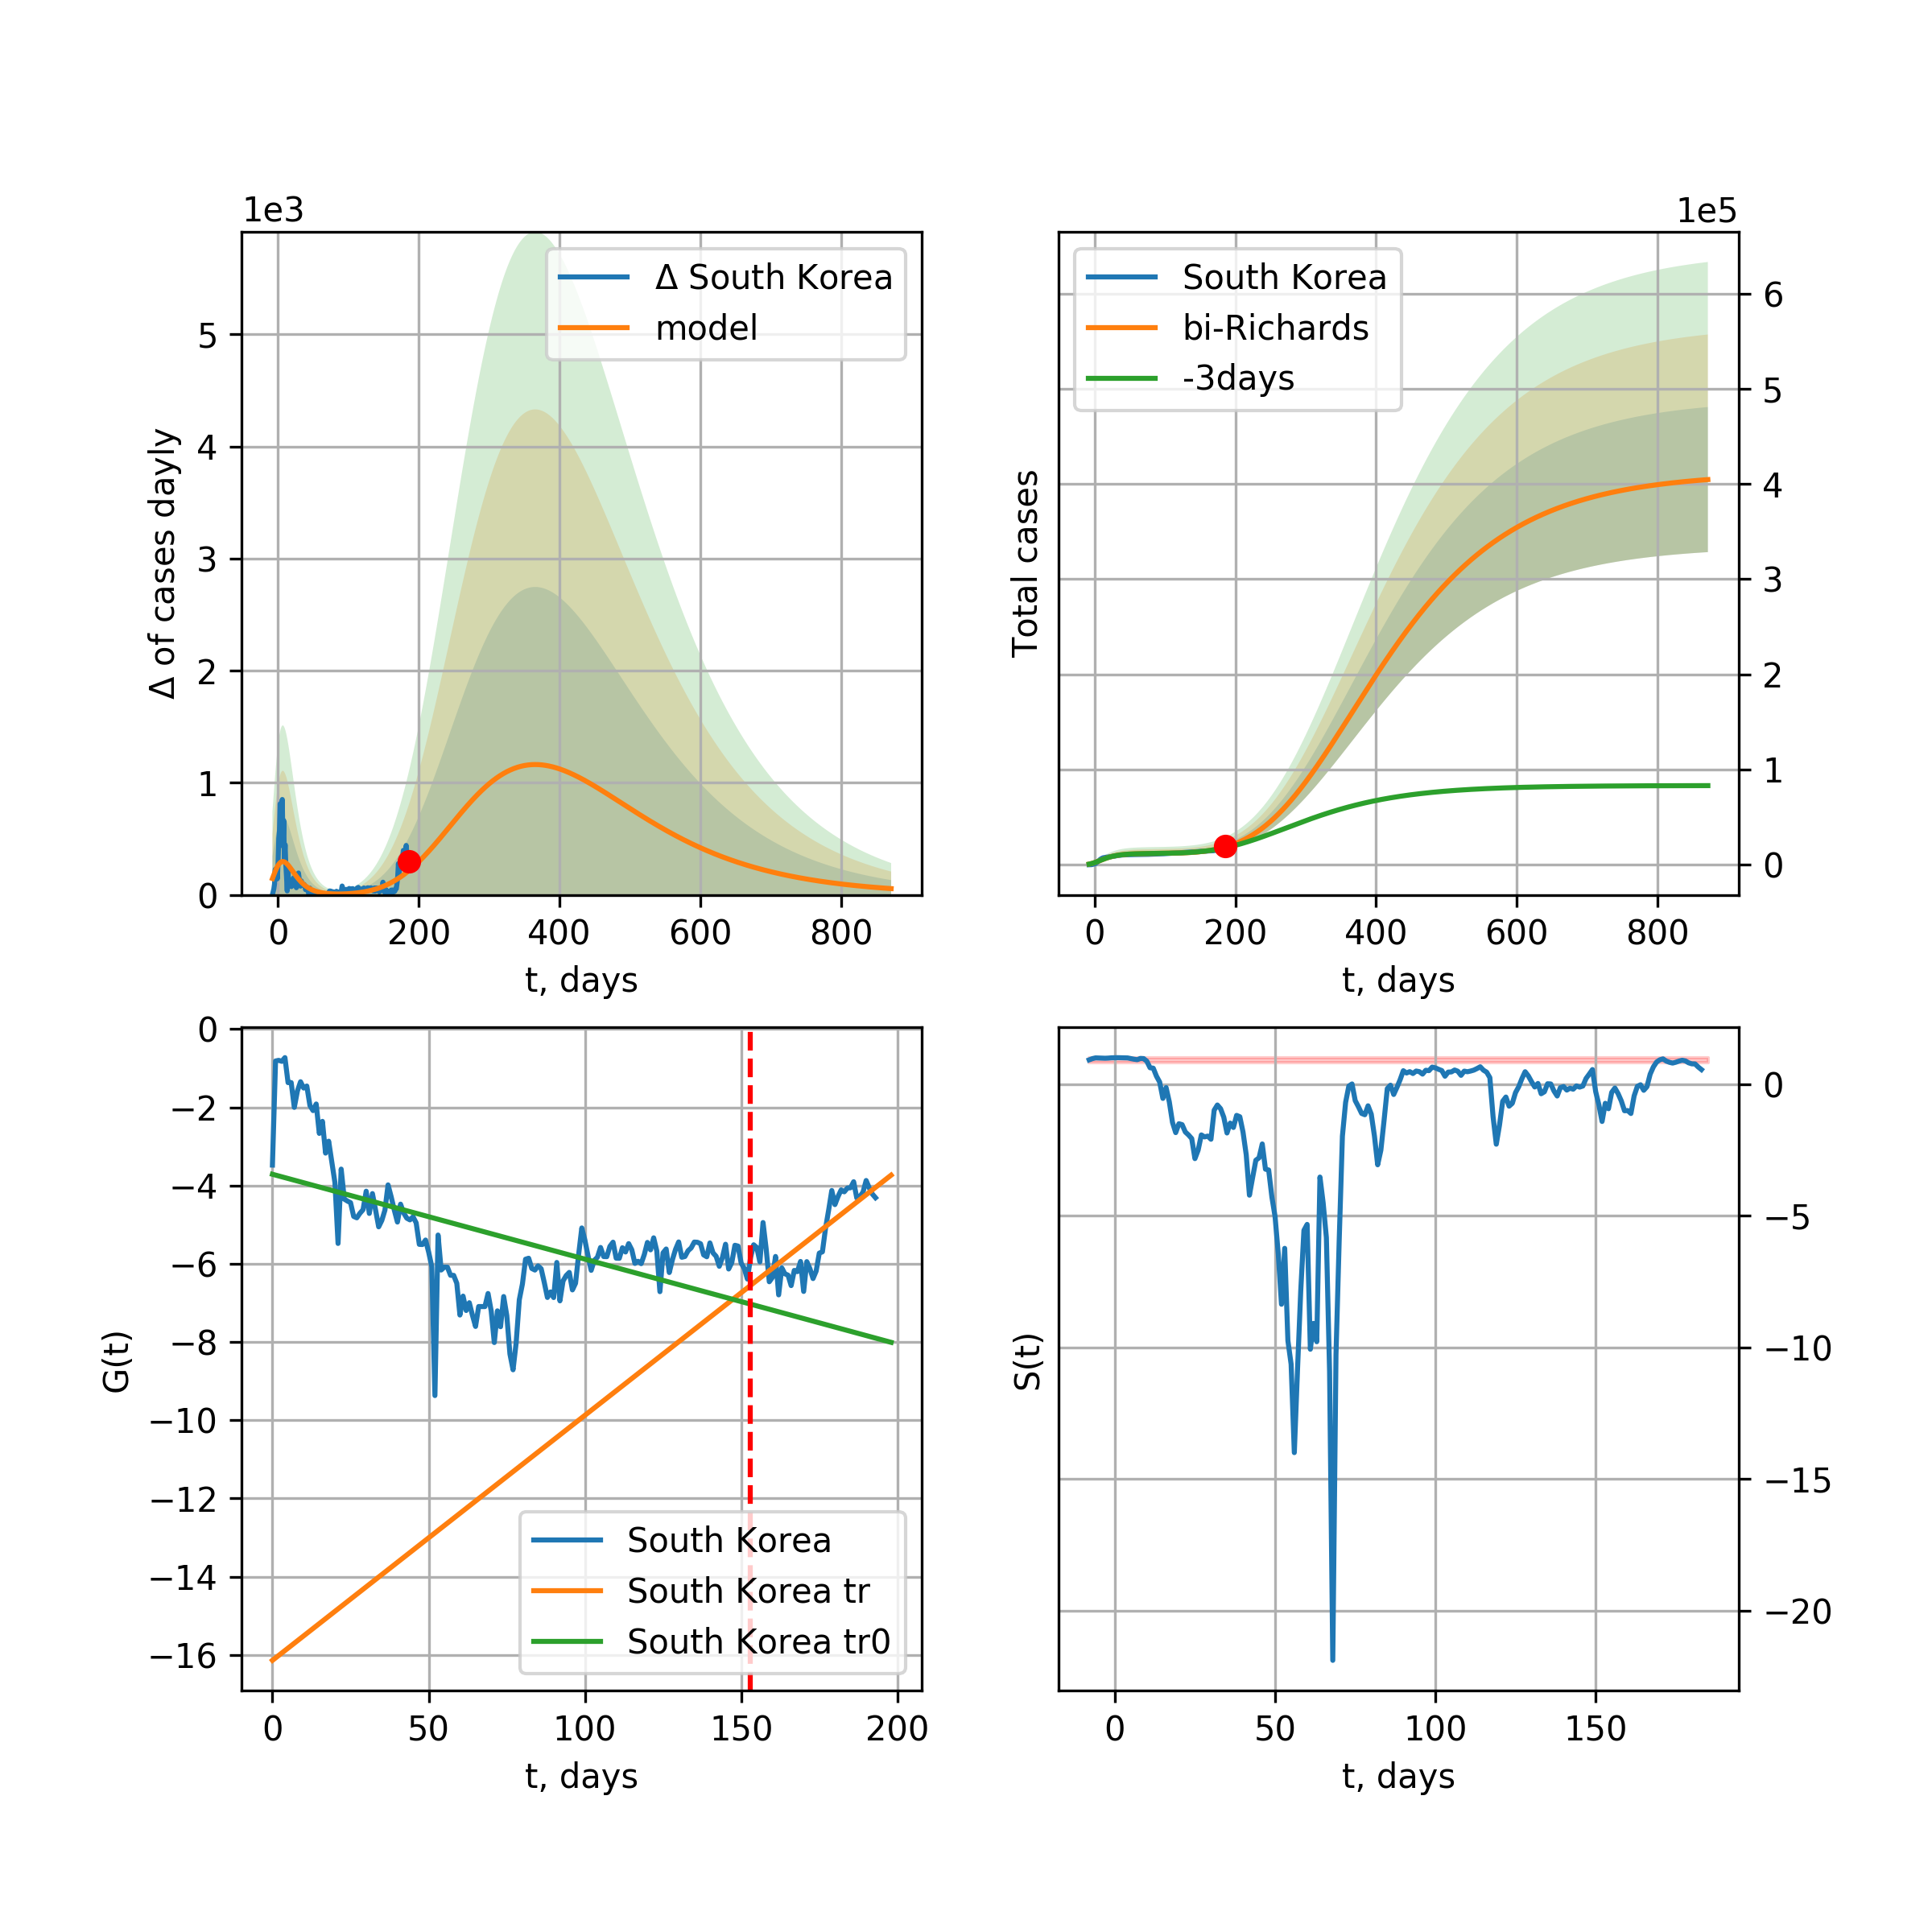 1e3
Δ South Korea
model
5
4
3
2
1
0
Δ of cases dayly
0 200 400 600 800
t, days
1e5
South Korea
bi-Richards
-3days
6
5
4
3
2
1
0
Total cases
0 200 400 600 800
t, days
0
−2
−4
−6
−8
−10
−12
−14
−16
G(t)
South Korea
South Korea tr
South Korea tr0
0 50 100 150 200
t, days
0
−5
−10
−15
−20
S(t)
0 50 100 150
t, days